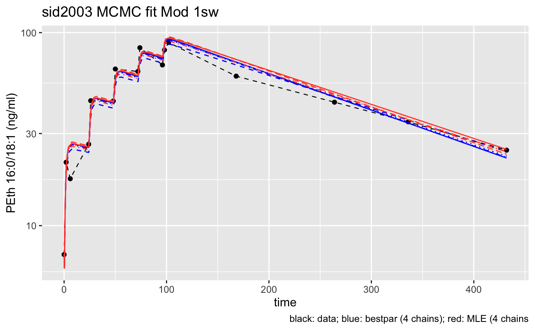 sid2003 MCMC fit Mod 1sw
100
30
10
PEth 16:0/18:1 (ng/ml)
0
100
200
300
400
time
black: data; blue: bestpar (4 chains); red: MLE (4 chains